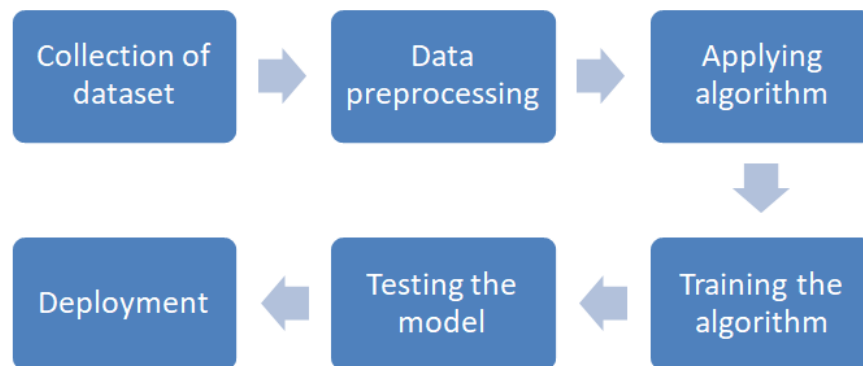 Collection of
dataset
Data
preprocessing
Applying
algorithm
Training the
algorithm
Testing the
model
Deployment